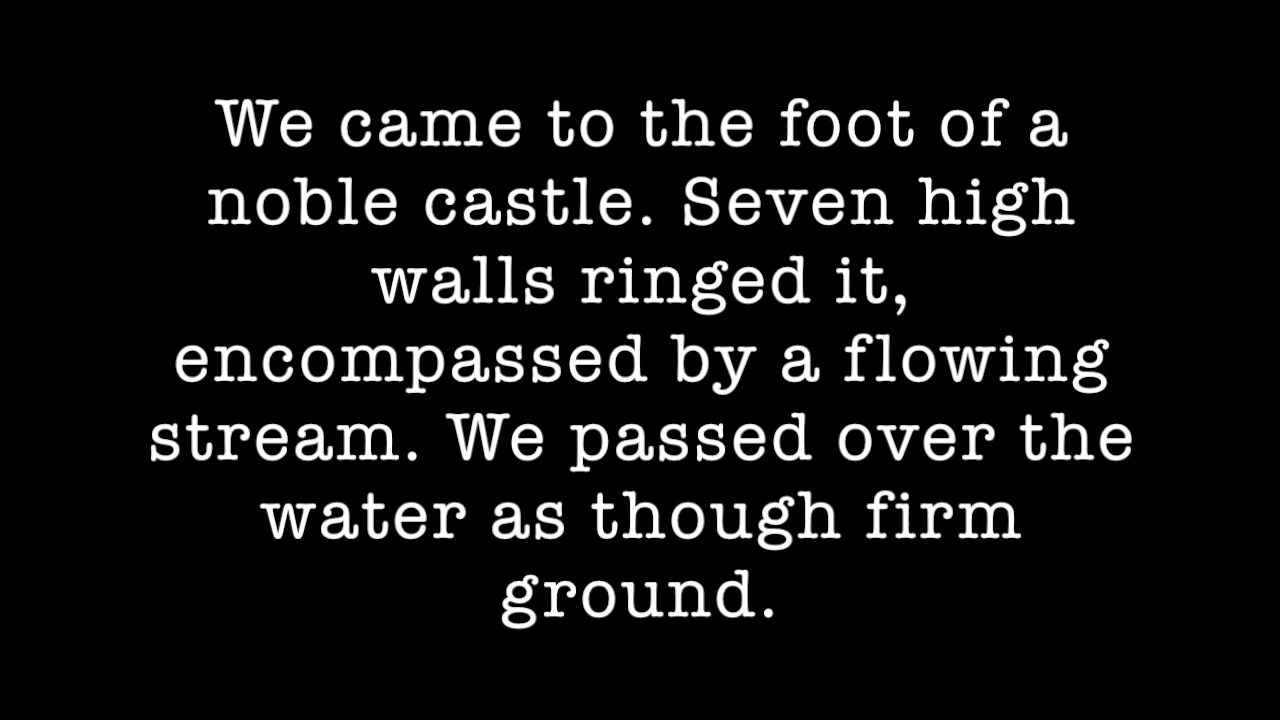 We came to the foot of a
noble castle. Seven high
walls ringed it,
encompassed by a flowing
stream. We passed over the
water as though firm
ground.